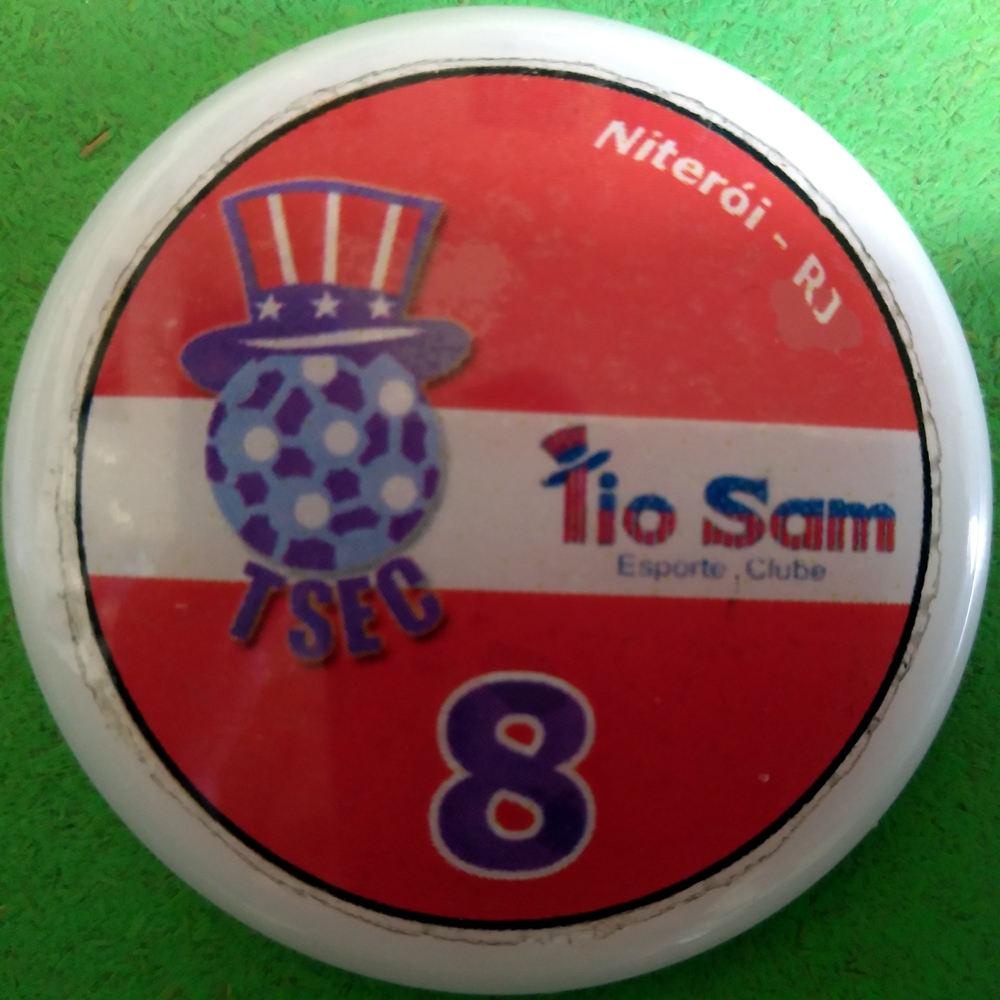 Niterói - RJ
Tio Sam
Esporte Clube
TSEC
8